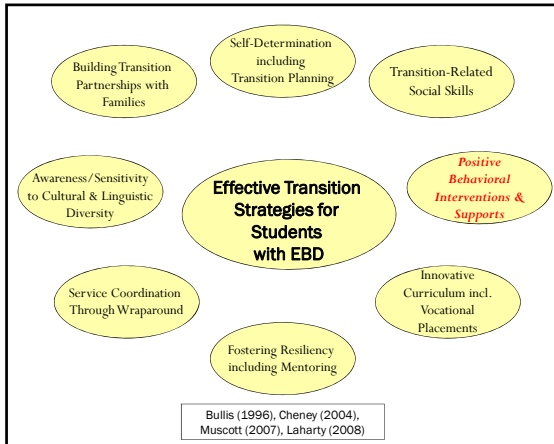 Self-Determination
including
Transition Planning
Building Transition
Partnerships with
Families
Transition-Related
Social Skills
Awareness/Sensitivity
to Cultural & Linguistic
Diversity
Effective Transition
Strategies for
Students
with EBD
Positive
Behavioral
Interventions &
Supports
Service Coordination
Through Wraparound
Innovative
Curriculum incl.
Vocational
Placements
Fostering Resiliency
including Mentoring
Bullis (1996), Cheney (2004),
Muscott (2007), Laharty (2008)